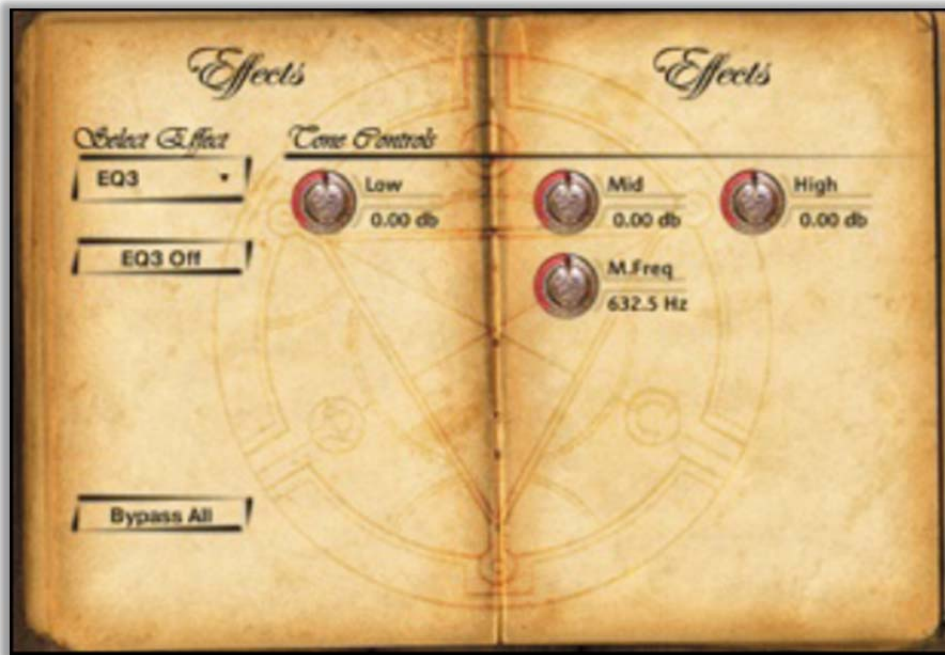 Effects
Effects
Select Effect
Tone Controls
EQ3
Low
0.00 db
Mid
0.00 db
High
0.00 db
EQ3 Off
M.Freq
632.5 Hz
Bypass All